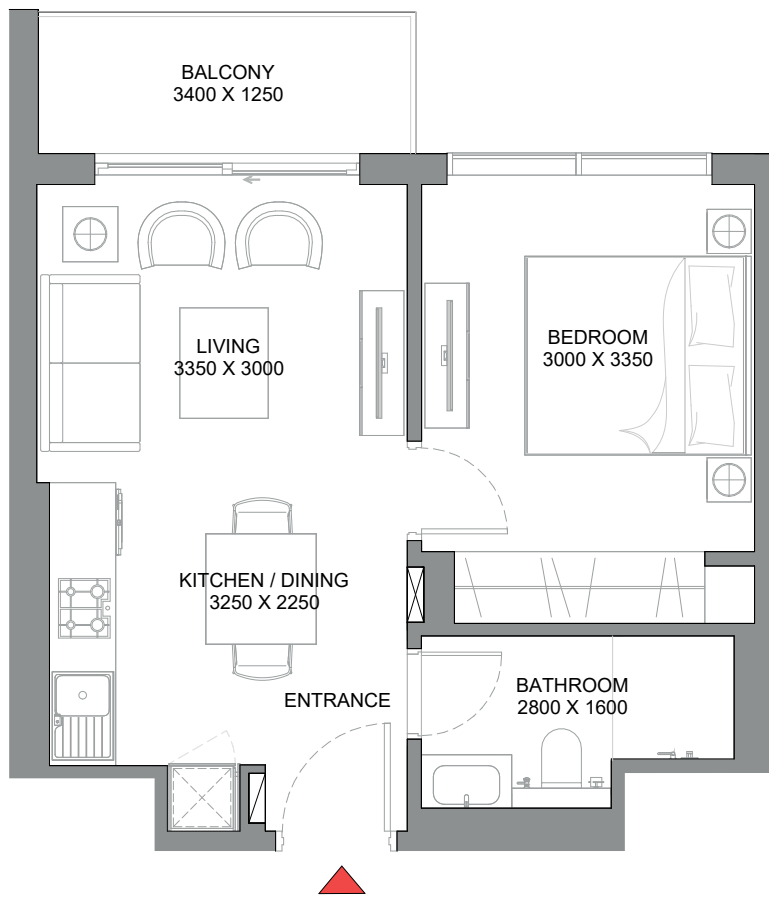 BALCONY
3400 X 1250
LIVING
3350 X 3000
BEDROOM
3000 X 3350
KITCHEN / DINING
3250 X 2250
ENTRANCE
BATHROOM
2800 X 1600